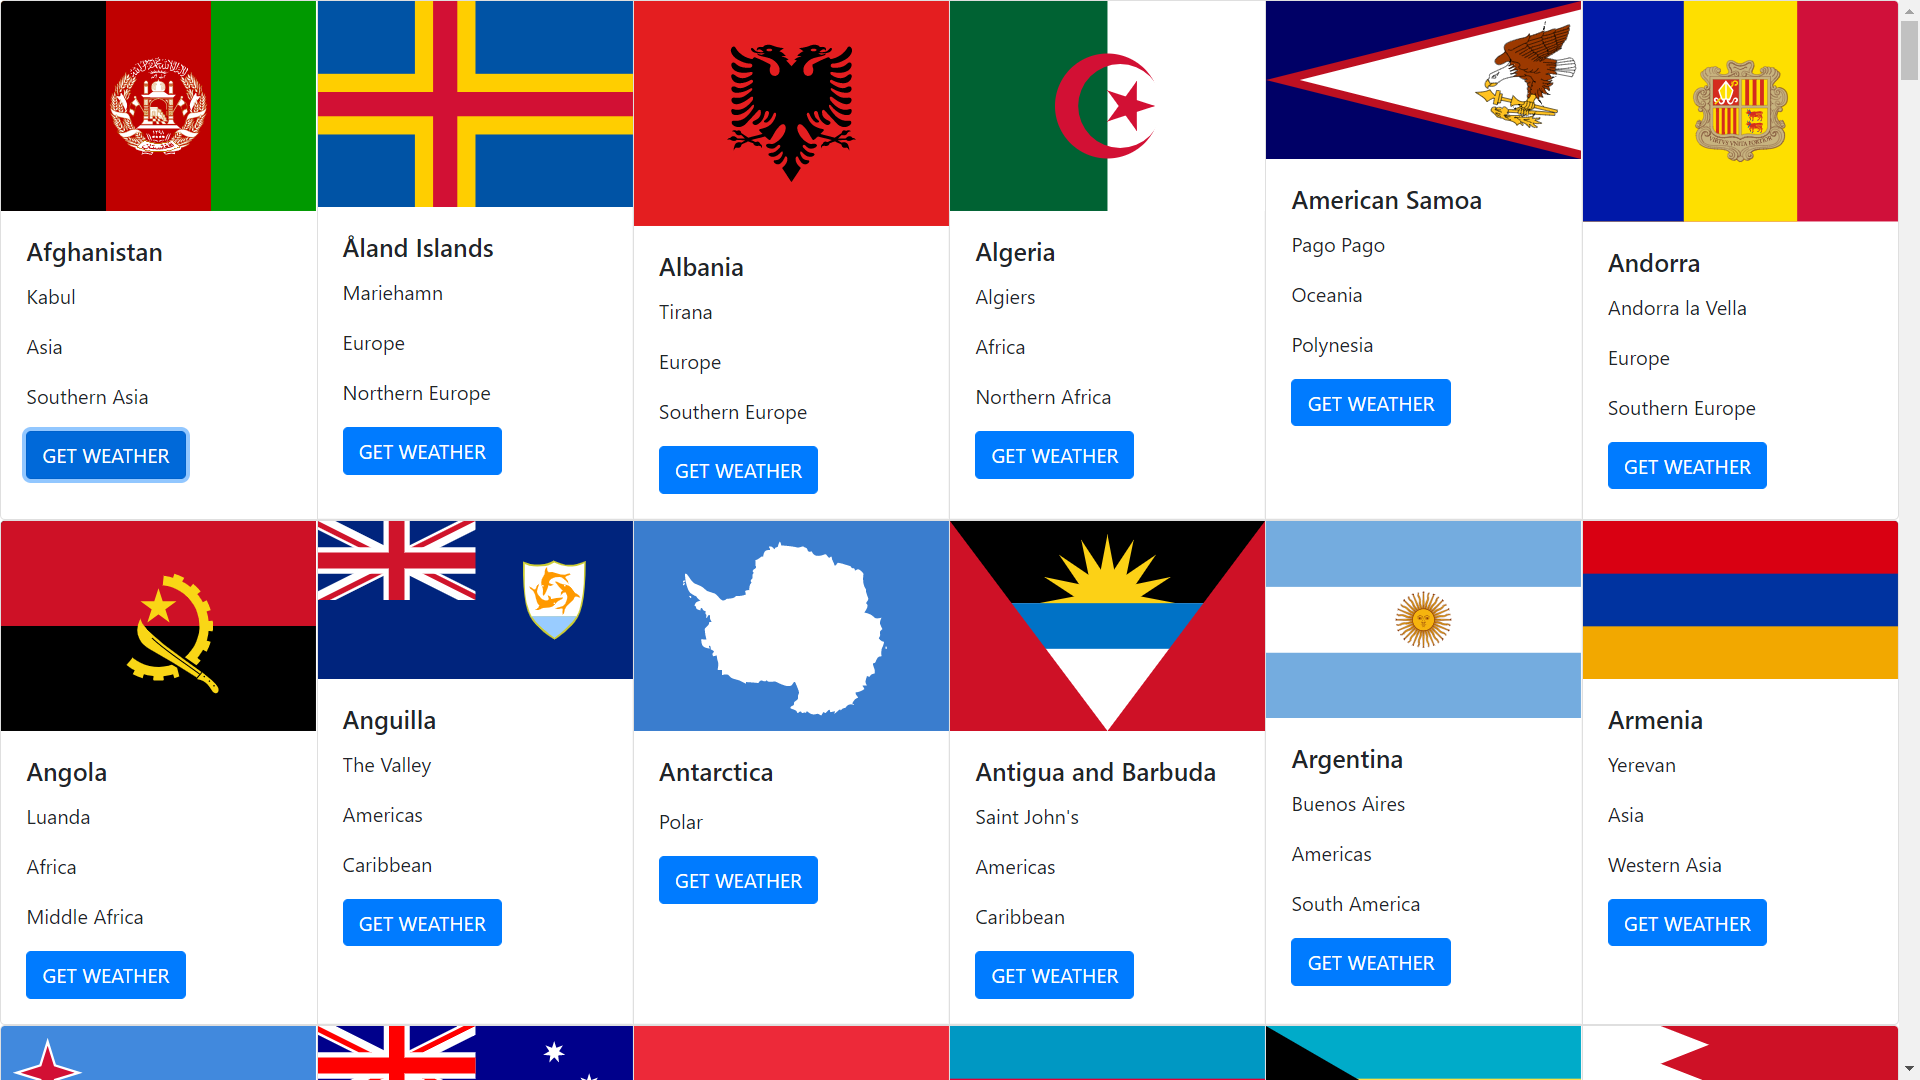 Afghanistan
Kabul
Asia
Southern Asia
GET WEATHER
Åland Islands
Mariehamn
Europe
Northern Europe
GET WEATHER
Albania
Tirana
Europe
Southern Europe
GET WEATHER
Algeria
Algiers
Africa
Northern Africa
GET WEATHER
American Samoa
Pago Pago
Oceania
Polynesia
GET WEATHER
Andorra
Andorra la Vella
Europe
Southern Europe
GET WEATHER
Angola
Luanda
Africa
Middle Africa
GET WEATHER
Anguilla
The Valley
Americas
Caribbean
GET WEATHER
Antarctica
Polar
GET WEATHER
Antigua and Barbuda
Saint John's
Americas
Caribbean
GET WEATHER
Argentina
Buenos Aires
Americas
South America
GET WEATHER
Armenia
Yerevan
Asia
Western Asia
GET WEATHER